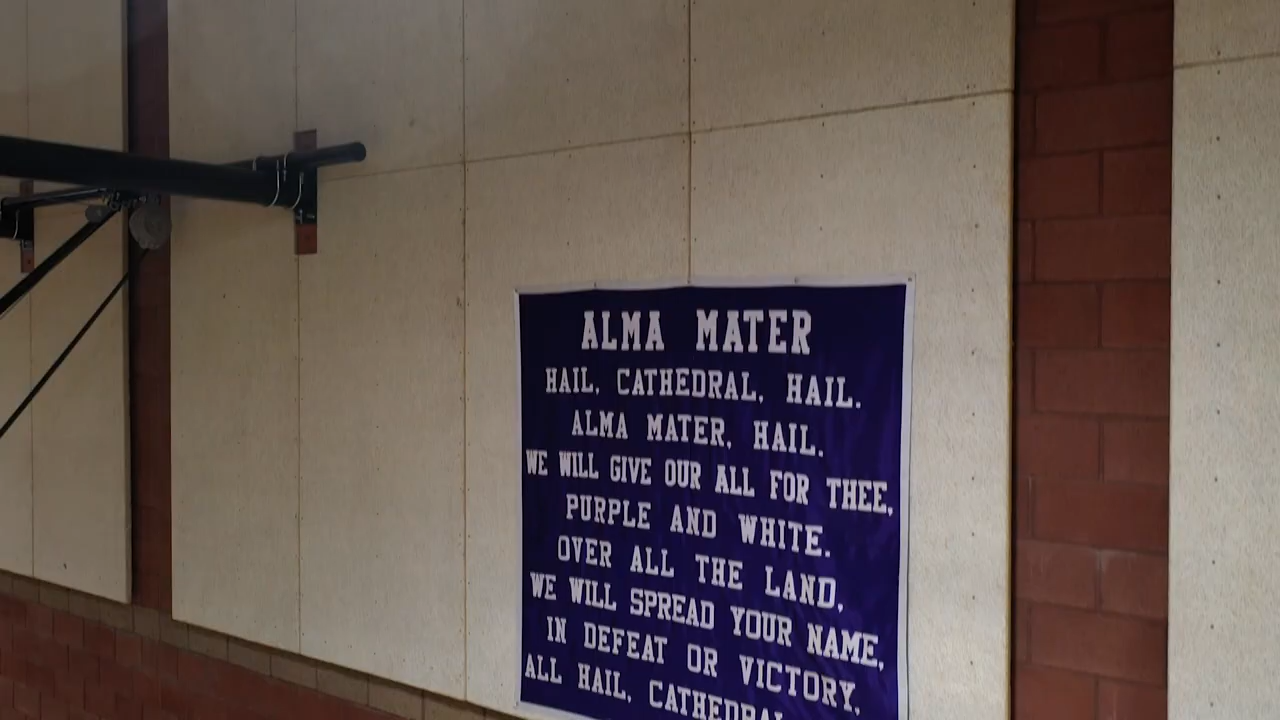 ALMA MATER
HAIL, CATHEDRAL, HAIL.
ALMA MATER, HAIL.
WE WILL GIVE OUR ALL FOR THEE,
PURPLE AND WHITE.
OVER ALL THE LAND,
WE WILL SPREAD YOUR NAME,
IN DEFEAT OR VICTORY,
ALL HAIL, CATHEDRAL